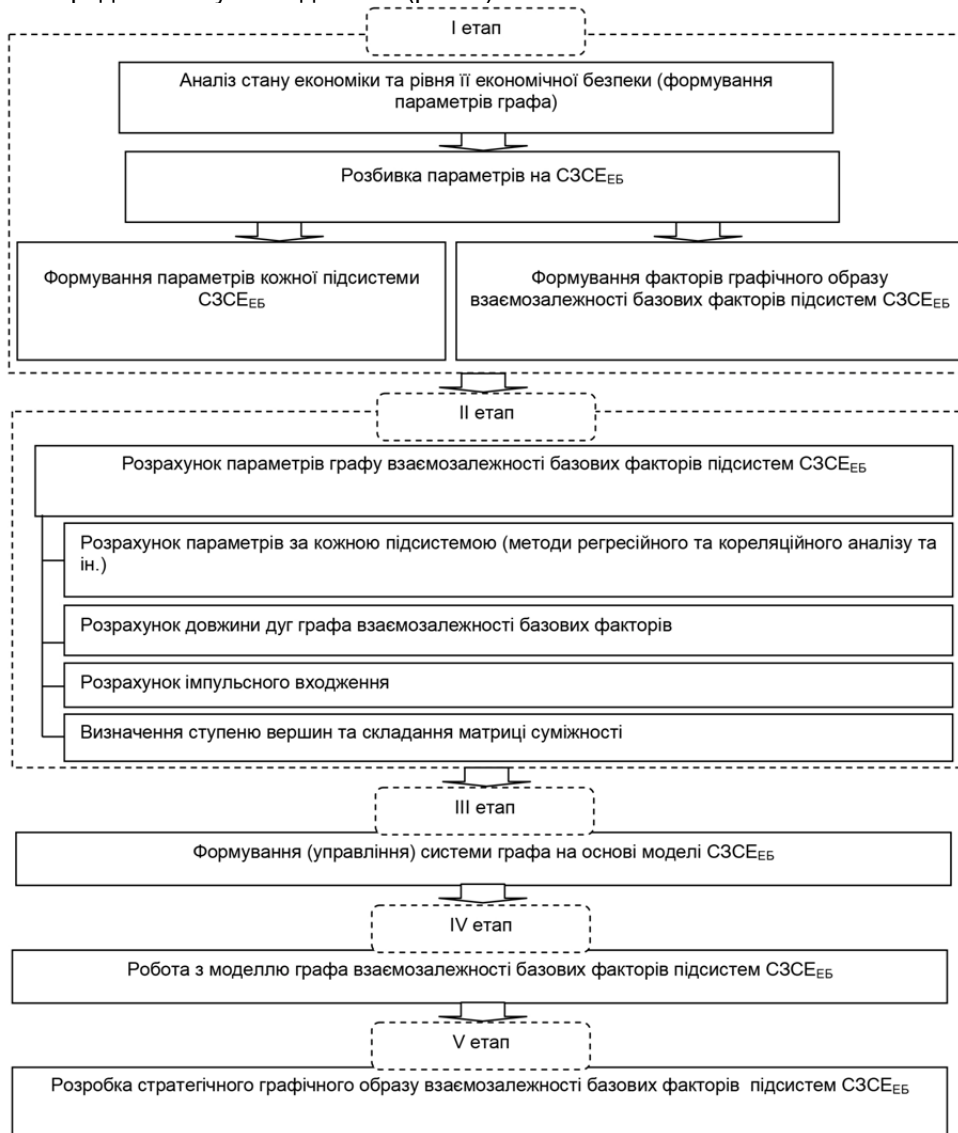 І етап
Аналіз стану економіки та рівня її економічної безпеки (формування
параметрів графа)
Розбивка параметрів на СЗСЕЕБ
Формування параметрів кожної підсистеми
СЗСЕЕБ
Формування факторів графічного образу
взаємозалежності базових факторів підсистем СЗСЕЕБ
ІІ етап
Розрахунок параметрів графу взаємозалежності базових факторів підсистем СЗСЕЕБ
Розрахунок параметрів за кожною підсистемою (методи регресійного та кореляційного аналізу та
ін.)
Розрахунок довжини дуг графа взаємозалежності базових факторів
Розрахунок імпульсного входження
Визначення ступеню вершин та складання матриці суміжності
ІІІ етап
Формування (управління) системи графа на основі моделі СЗСЕЕБ
IV етап
Робота з моделлю графа взаємозалежності базових факторів підсистем СЗСЕЕБ
V етап
Розробка стратегічного графічного образу взаємозалежності базових факторів підсистем СЗСЕЕБ